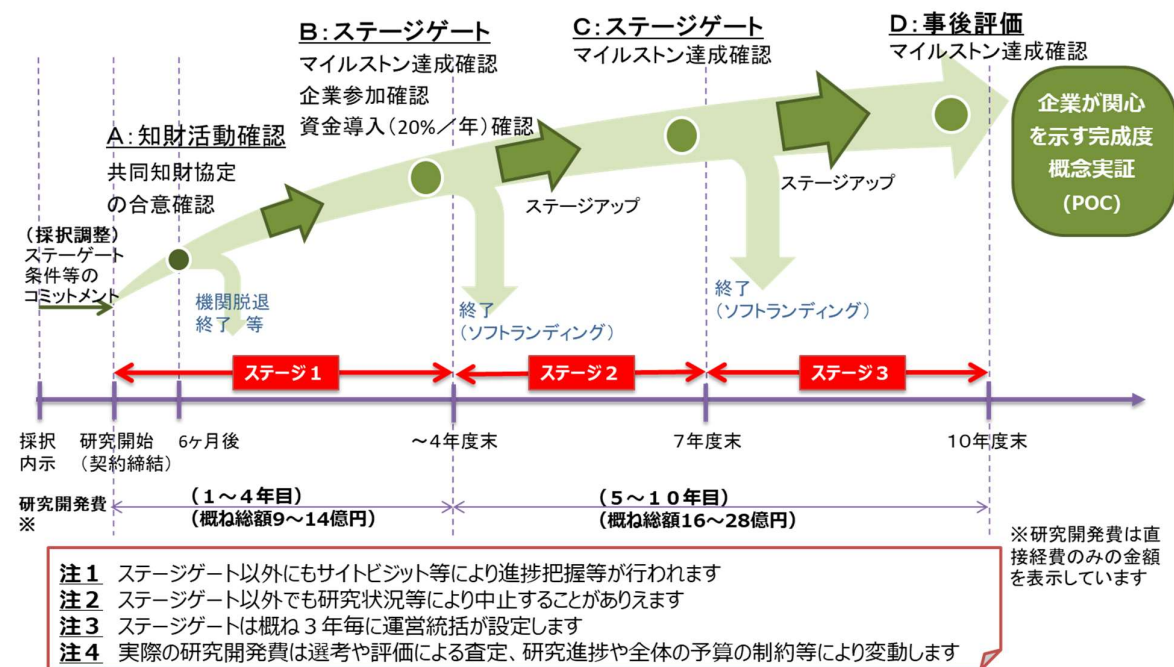 B:ステージゲート
マイルストン達成確認
企業参加確認
資金導入(20%/年)確認
C:ステージゲート
マイルストン達成確認
D:事後評価
マイルストン達成確認
企業が関心
を示す完成度
概念実証
(POC)
A:知財活動確認
共同知財協定
の合意確認
ステージアップ
ステージアップ
(採択調整)
ステーゲート
条件等の
コミットメント
機関脱退
終了 等
終了
(ソフトランディング)
終了
(ソフトランディング)
ステージ1
ステージ2
ステージ3
採択
内示
研究開始
(契約締結)
6ヶ月後
~4年度末
7年度末
10年度末
研究開発費
※
(1~4年目)
(概ね総額9~14億円)
(5~10年目)
(概ね総額16~28億円)
※研究開発費は直
接経費のみの金額
を表示しています
注1 ステージゲート以外にもサイトビジット等により進捗把握等が行われます
注2 ステージゲート以外でも研究状況等により中止することがありえます
注3 ステージゲートは概ね3年毎に運営統括が設定します
注4 実際の研究開発費は選考や評価による査定、研究進捗や全体の予算の制約等により変動します